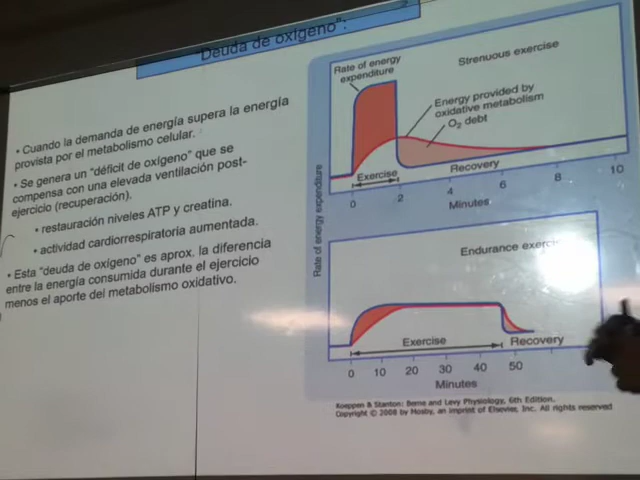 "Deuda de oxígeno":
• Cuando la demanda de energía supera la energía
provista por el metabolismo celular.
• Se genera un "déficit de oxígeno" que se
compensa con una elevada ventilación post-
ejercicio (recuperación).
• restauración niveles ATP y creatina.
• actividad cardiorrespiratoria aumentada.
• Esta "deuda de oxígeno" es aprox. la diferencia
entre la energía consumida durante el ejercicio
menos el aporte del metabolismo oxidativo.
Rate of energy expenditure
Rate of energy
expenditure
Strenuous exercise
Energy provided by
oxidative metabolism
O2 debt
Exercise
Recovery
0 2 4 6 8 10
Minutes
Endurance exercise
Exercise
Recovery
0 10 20 30 40 50
Minutes
Koeppen & Stanton: Berne and Levy Physiology, 6th Edition.
Copyright © 2008 by Mosby, an imprint of Elsevier, Inc. All rights reserved